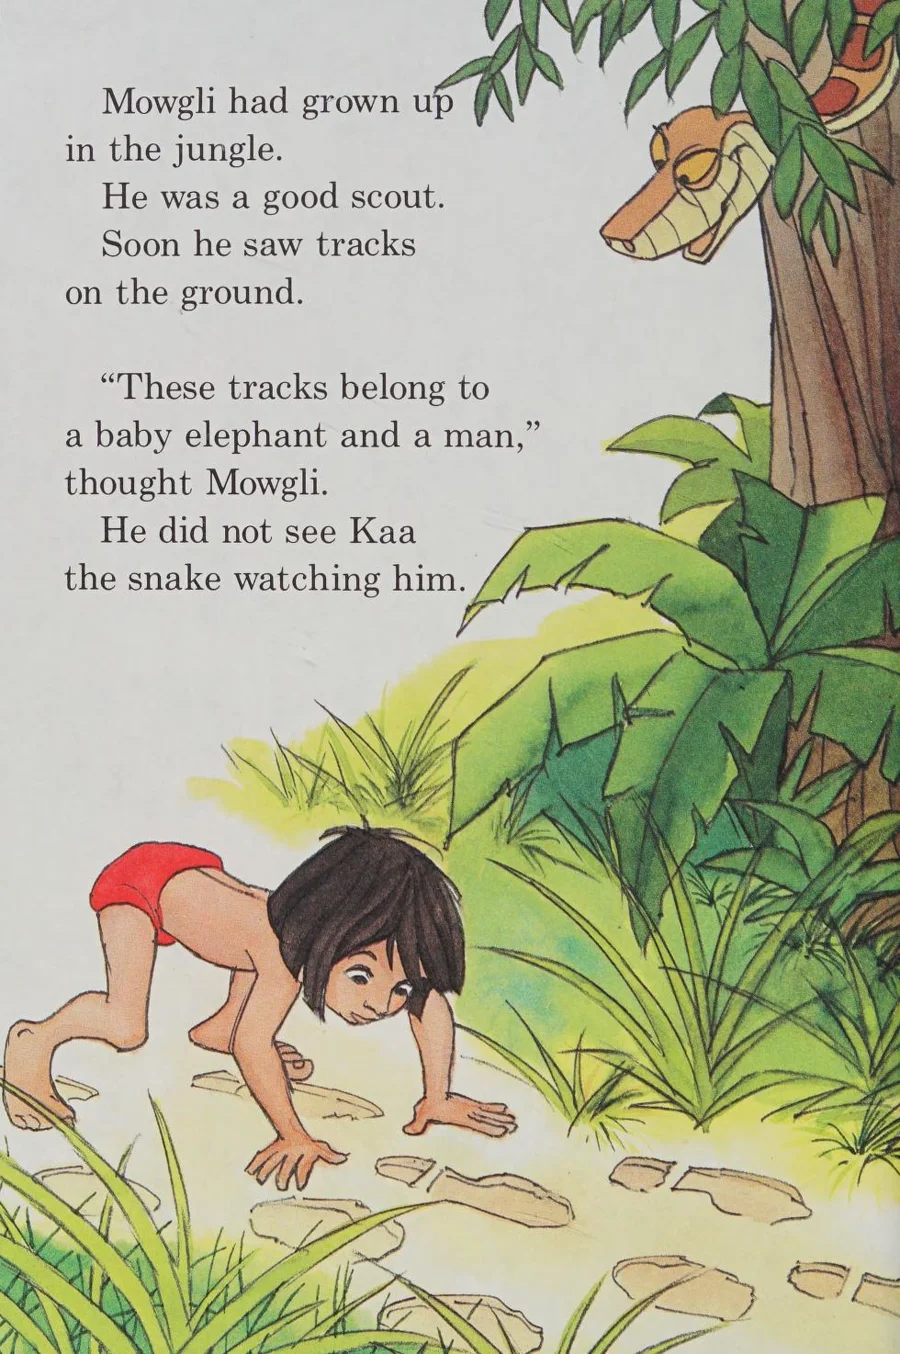 Mowgli had grown up
in the jungle.
He was a good scout.
Soon he saw tracks
on the ground.
“These tracks belong to
a baby elephant and a man,”
thought Mowgli.
He did not see Kaa
the snake watching him.